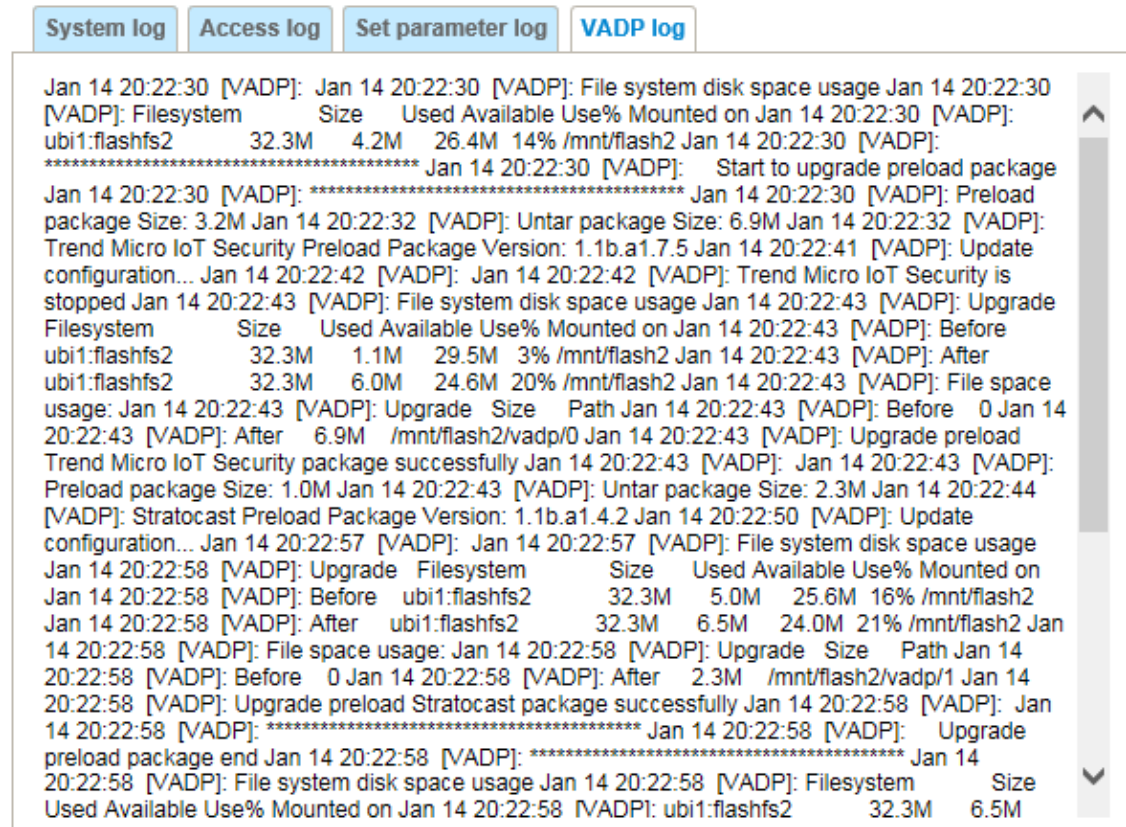 System log Access log Set parameter log VADP log
Jan 14 20:22:30 [VADP]: Jan 14 20:22:30 [VADP]: File system disk space usage Jan 14 20:22:30
[VADP]: Filesystem Size Used Available Use% Mounted on Jan 14 20:22:30 [VADP]:
ubi1:flashfs2 32.3M 4.2M 26.4M 14% /mnt/flash2 Jan 14 20:22:30 [VADP]:
****************************************** Jan 14 20:22:30 [VADP]: Start to upgrade preload package
Jan 14 20:22:30 [VADP]: ****************************************** Jan 14 20:22:30 [VADP]: Preload
package Size: 3.2M Jan 14 20:22:32 [VADP]: Untar package Size: 6.9M Jan 14 20:22:32 [VADP]:
Trend Micro IoT Security Preload Package Version: 1.1b.a1.7.5 Jan 14 20:22:41 [VADP]: Update
configuration... Jan 14 20:22:42 [VADP]: Jan 14 20:22:42 [VADP]: Trend Micro IoT Security is
stopped Jan 14 20:22:43 [VADP]: File system disk space usage Jan 14 20:22:43 [VADP]: Upgrade
Filesystem Size Used Available Use% Mounted on Jan 14 20:22:43 [VADP]: Before
ubi1:flashfs2 32.3M 1.1M 29.5M 3% /mnt/flash2 Jan 14 20:22:43 [VADP]: After
ubi1:flashfs2 32.3M 6.0M 24.6M 20% /mnt/flash2 Jan 14 20:22:43 [VADP]: File space
usage: Jan 14 20:22:43 [VADP]: Upgrade Size Path Jan 14 20:22:43 [VADP]: Before 0 Jan 14
20:22:43 [VADP]: After 6.9M /mnt/flash2/vadp/0 Jan 14 20:22:43 [VADP]: Upgrade preload
Trend Micro IoT Security package successfully Jan 14 20:22:43 [VADP]: Jan 14 20:22:43 [VADP]:
Preload package Size: 1.0M Jan 14 20:22:43 [VADP]: Untar package Size: 2.3M Jan 14 20:22:44
[VADP]: Stratocast Preload Package Version: 1.1b.a1.4.2 Jan 14 20:22:50 [VADP]: Update
configuration... Jan 14 20:22:57 [VADP]: Jan 14 20:22:57 [VADP]: File system disk space usage
Jan 14 20:22:58 [VADP]: Upgrade Filesystem Size Used Available Use% Mounted on
Jan 14 20:22:58 [VADP]: Before ubi1:flashfs2 32.3M 5.0M 25.6M 16% /mnt/flash2
Jan 14 20:22:58 [VADP]: After ubi1:flashfs2 32.3M 6.5M 24.0M 21% /mnt/flash2 Jan
14 20:22:58 [VADP]: File space usage: Jan 14 20:22:58 [VADP]: Upgrade Size Path Jan 14
20:22:58 [VADP]: Before 0 Jan 14 20:22:58 [VADP]: After 2.3M /mnt/flash2/vadp/1 Jan 14
20:22:58 [VADP]: Upgrade preload Stratocast package successfully Jan 14 20:22:58 [VADP]: Jan
14 20:22:58 [VADP]: ****************************************** Jan 14 20:22:58 [VADP]: Upgrade
preload package end Jan 14 20:22:58 [VADP]: ****************************************** Jan 14
20:22:58 [VADP]: File system disk space usage Jan 14 20:22:58 [VADP]: Filesystem Size
Used Available Use% Mounted on Jan 14 20:22:58 [VADP]: ubi1:flashfs2 32.3M 6.5M